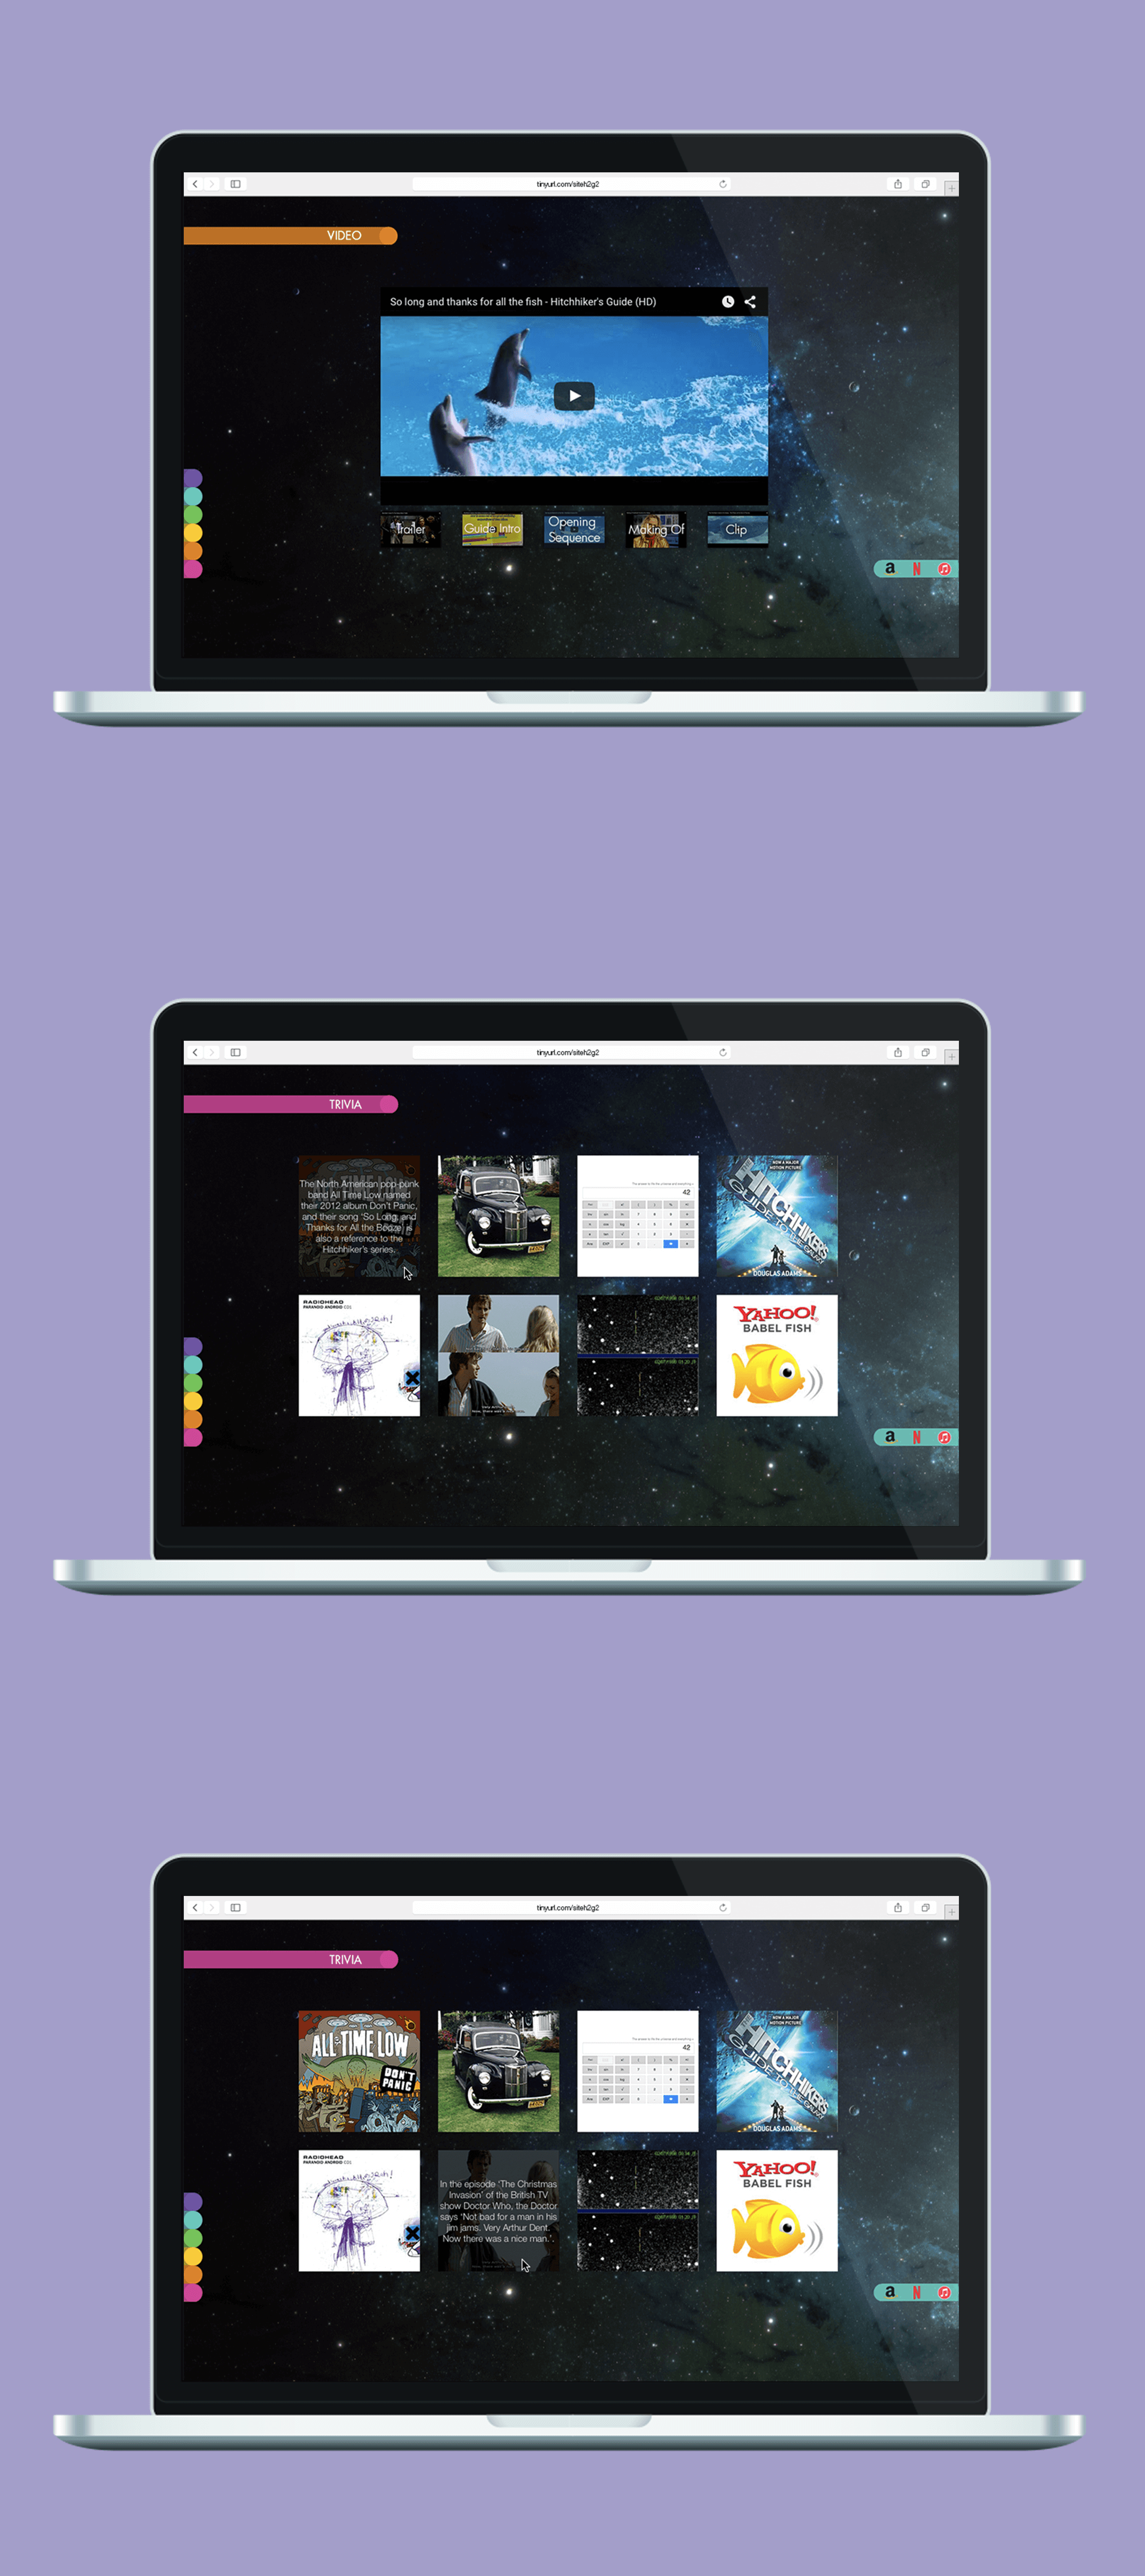 tinyurl.com/siteh2g2
VIDEO
So long and thanks for all the fish - Hitchhiker's Guide (HD)
Trailer
Guide Intro
Opening
Sequence
Making Of
Clip
a N
tinyurl.com/siteh2g2
TRIVIA
The North American pop-punk
band All Time Low named
their 2012 album Don't Panic,
and their song 'So Long, and
Thanks for All the Booze' is
also a reference to the
Hitchhiker's series.
42
NOW A MAJOR
MOTION PICTURE
THE
HITCHHIKER'S
GUIDE TO THE GALAXY
DOUGLAS ADAMS
RADIOHEAD
PARANOID ANDROID CD1
YAHOO!
BABEL FISH
a N
tinyurl.com/siteh2g2
TRIVIA
ALL TIME LOW
DON'T
PANIC
42
NOW A MAJOR
MOTION PICTURE
THE
HITCHHIKER'S
GUIDE TO THE GALAXY
DOUGLAS ADAMS
RADIOHEAD
PARANOID ANDROID CD1
In the episode 'The Christmas
Invasion' of the British TV
show Doctor Who, the Doctor
says 'Not bad for a man in his
jim jams. Very Arthur Dent.
Now there was a nice man.'.
YAHOO!
BABEL FISH
a N